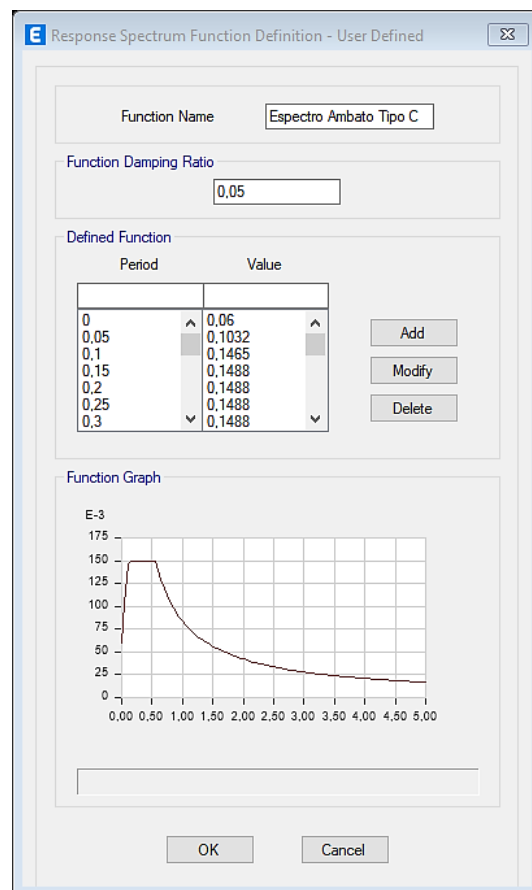 E Response Spectrum Function Definition - User Defined
Function Name Espectro Ambato Tipo C
Function Damping Ratio
0,05
Defined Function
Period Value
0 0,06
0,05 0,1032
0,1 0,1465
0,15 0,1488
0,2 0,1488
0,25 0,1488
0,3 0,1488
Add
Modify
Delete
Function Graph
E-3
175
150
125
100
75
50
25
0
0,00 0,50 1,00 1,50 2,00 2,50 3,00 3,50 4,00 4,50 5,00
OK Cancel